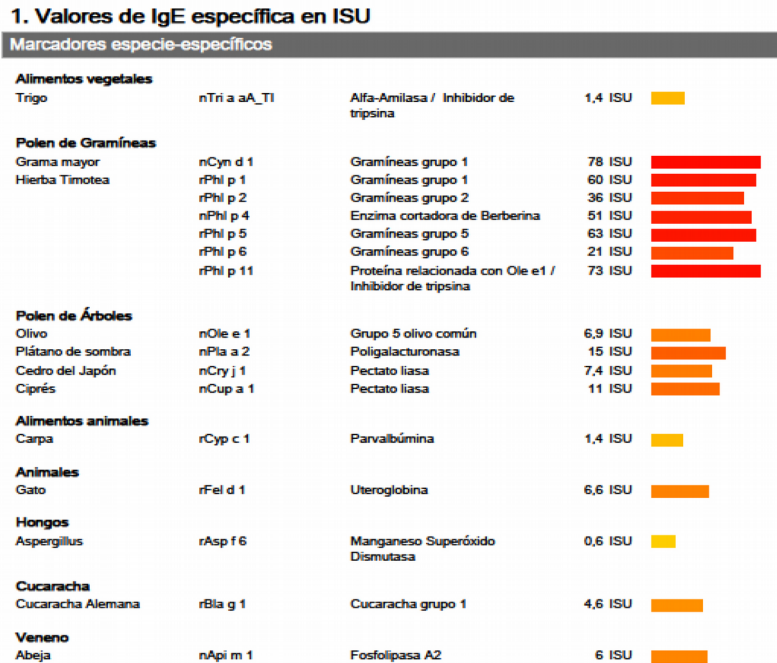 1. Valores de IgE específica en ISU
Marcadores especie-específicos
Alimentos vegetales
Trigo nTri a aA_TI Alfa-Amilasa / Inhibidor de 1,4 ISU
tripsina
Polen de Gramíneas
Grama mayor nCyn d 1 Gramíneas grupo 1 78 ISU
Hierba Timotea rPhl p 1 Gramíneas grupo 1 60 ISU
rPhl p 2 Gramíneas grupo 2 36 ISU
nPhl p 4 Enzima cortadora de Berberina 51 ISU
rPhl p 5 Gramíneas grupo 5 63 ISU
rPhl p 6 Gramíneas grupo 6 21 ISU
rPhl p 11 Proteína relacionada con Ole e1 / 73 ISU
Inhibidor de tripsina
Polen de Árboles
Olivo nOle e 1 Grupo 5 olivo común 6,9 ISU
Plátano de sombra nPla a 2 Poligalacturonasa 15 ISU
Cedro del Japón nCry j 1 Pectato liasa 7,4 ISU
Ciprés nCup a 1 Pectato liasa 11 ISU
Alimentos animales
Carpa rCyp c 1 Parvalbúmina 1,4 ISU
Animales
Gato rFel d 1 Uteroglobina 6,6 ISU
Hongos
Aspergillus rAsp f 6 Manganeso Superóxido 0,6 ISU
Dismutasa
Cucaracha
Cucaracha Alemana rBla g 1 Cucaracha grupo 1 4,6 ISU
Veneno
Abeja nApi m 1 Fosfolipasa A2 6 ISU